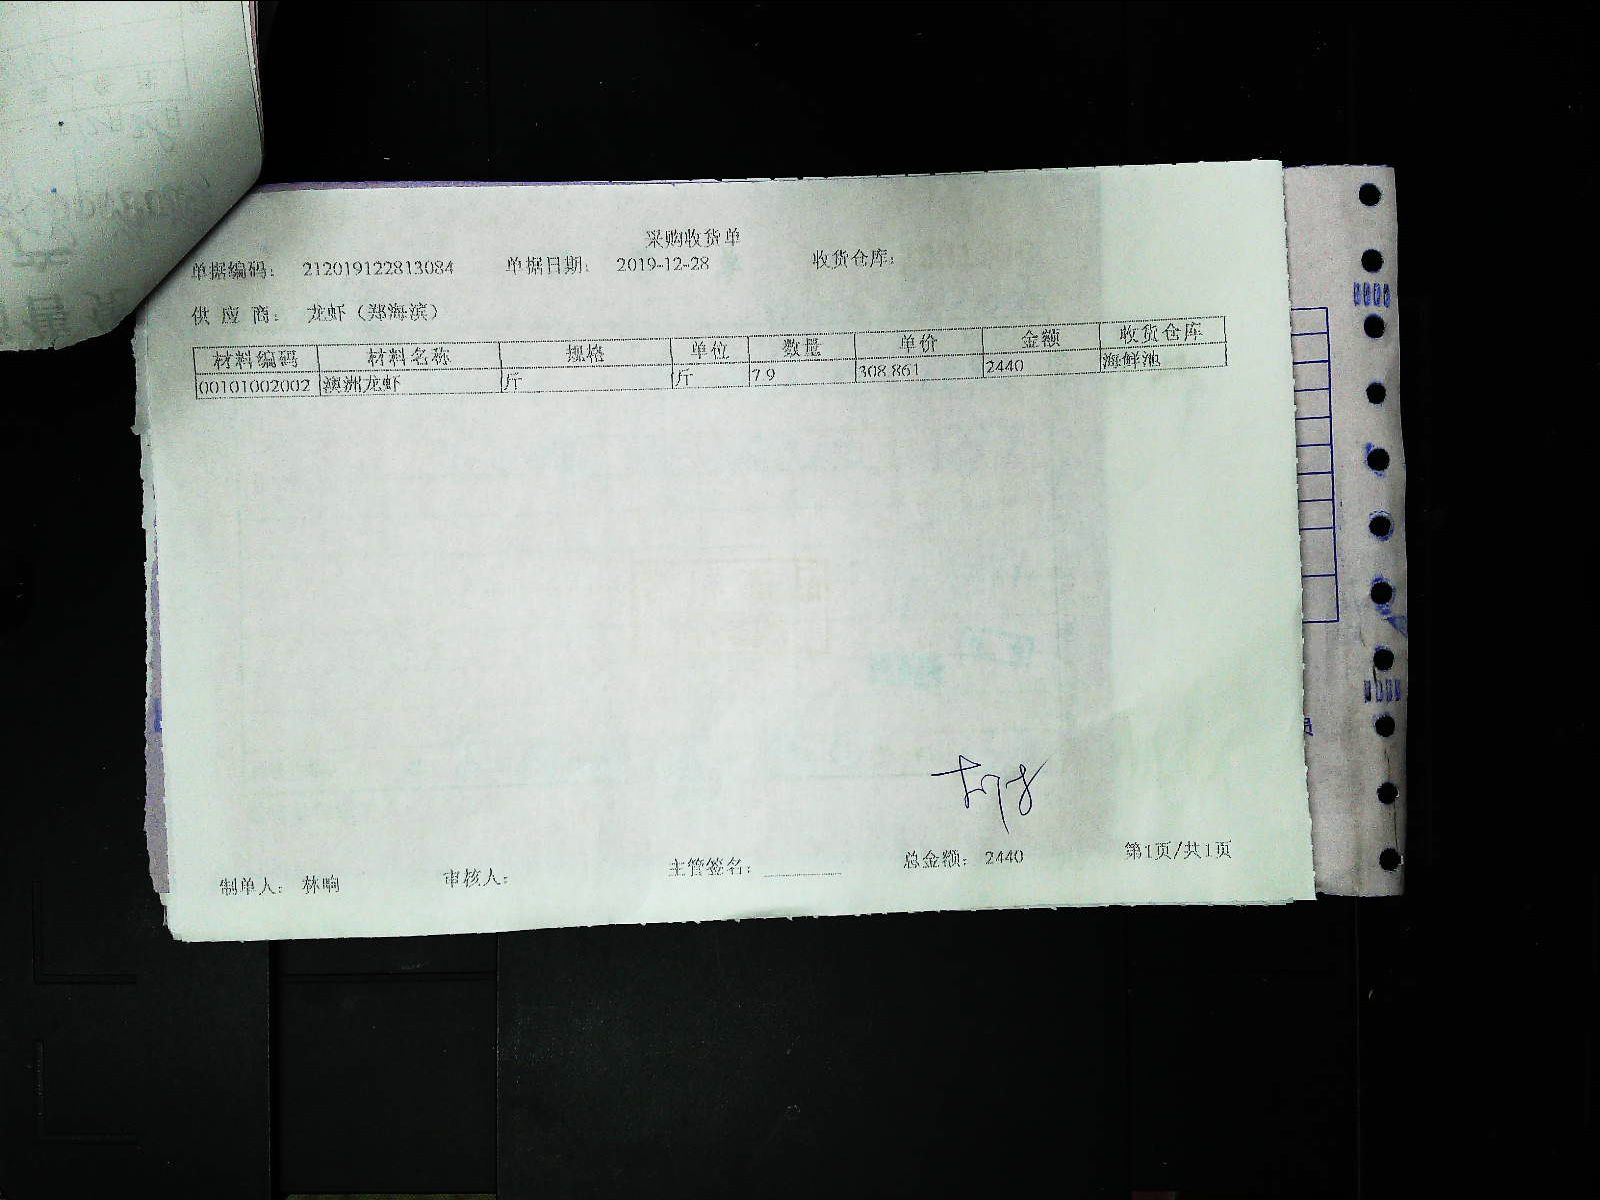 采购收货单
单据编码: 212019122813084 单据日期: 2019-12-28 收货仓库:
供应商: 龙虾（郑海滨）
材料编码 材料名称 规格 单位 数量 单价 金额 收货仓库
00101002002 澳洲龙虾 斤 斤 7.9 308.861 2440 海鲜池
制单人: 林晌 审核人: 主管签名: 总金额: 2440 第1页/共1页
员